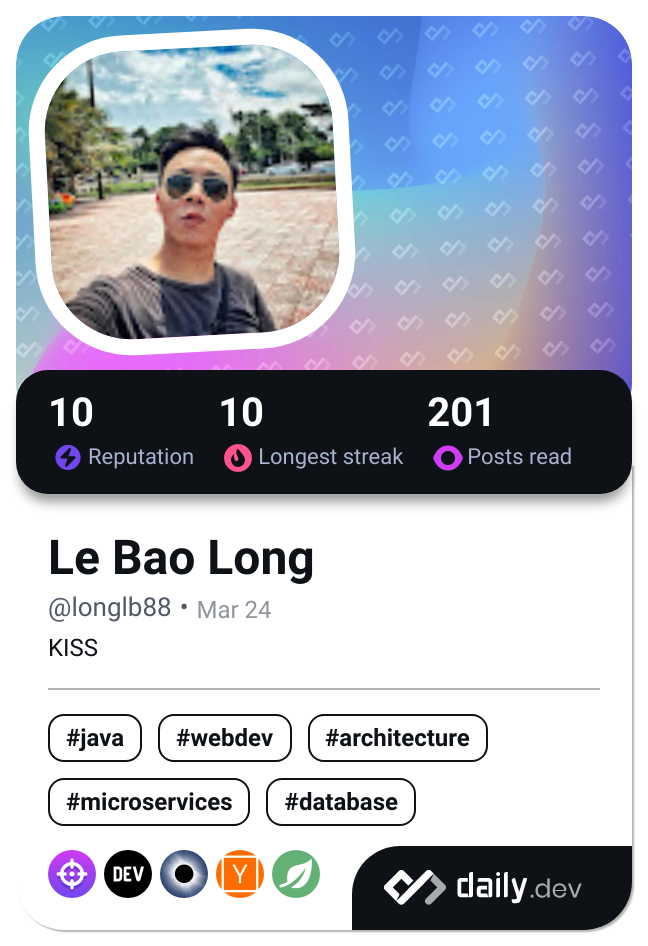 10 10 201
Reputation Longest streak Posts read
Le Bao Long
@longlb88 • Mar 24
KISS
#java #webdev #architecture
#microservices #database
DEV Y
daily.dev